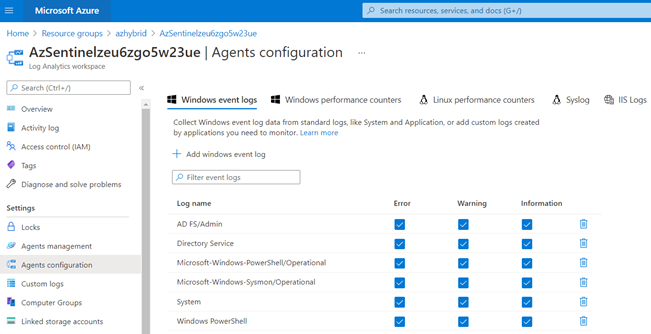 Microsoft Azure
Search resources, services, and docs (G+/)
Home > Resource groups > azhybrid > AzSentinelzeu6zgo5w23ue
AzSentinelzeu6zgo5w23ue | Agents configuration ...
Log Analytics workspace
Search (Ctrl+/)
«
Overview
Activity log
Access control (IAM)
Tags
Diagnose and solve problems
Settings
Locks
Agents management
Agents configuration
Custom logs
Computer Groups
Linked storage accounts
Windows event logs
Windows performance counters
Linux performance counters
Syslog
IIS Logs
Collect Windows event log data from standard logs, like System and Application, or add custom logs created
by applications you need to monitor. Learn more
+ Add windows event log
Filter event logs
Log name Error Warning Information
AD FS/Admin
Directory Service
Microsoft-Windows-PowerShell/Operational
Microsoft-Windows-Sysmon/Operational
System
Windows PowerShell